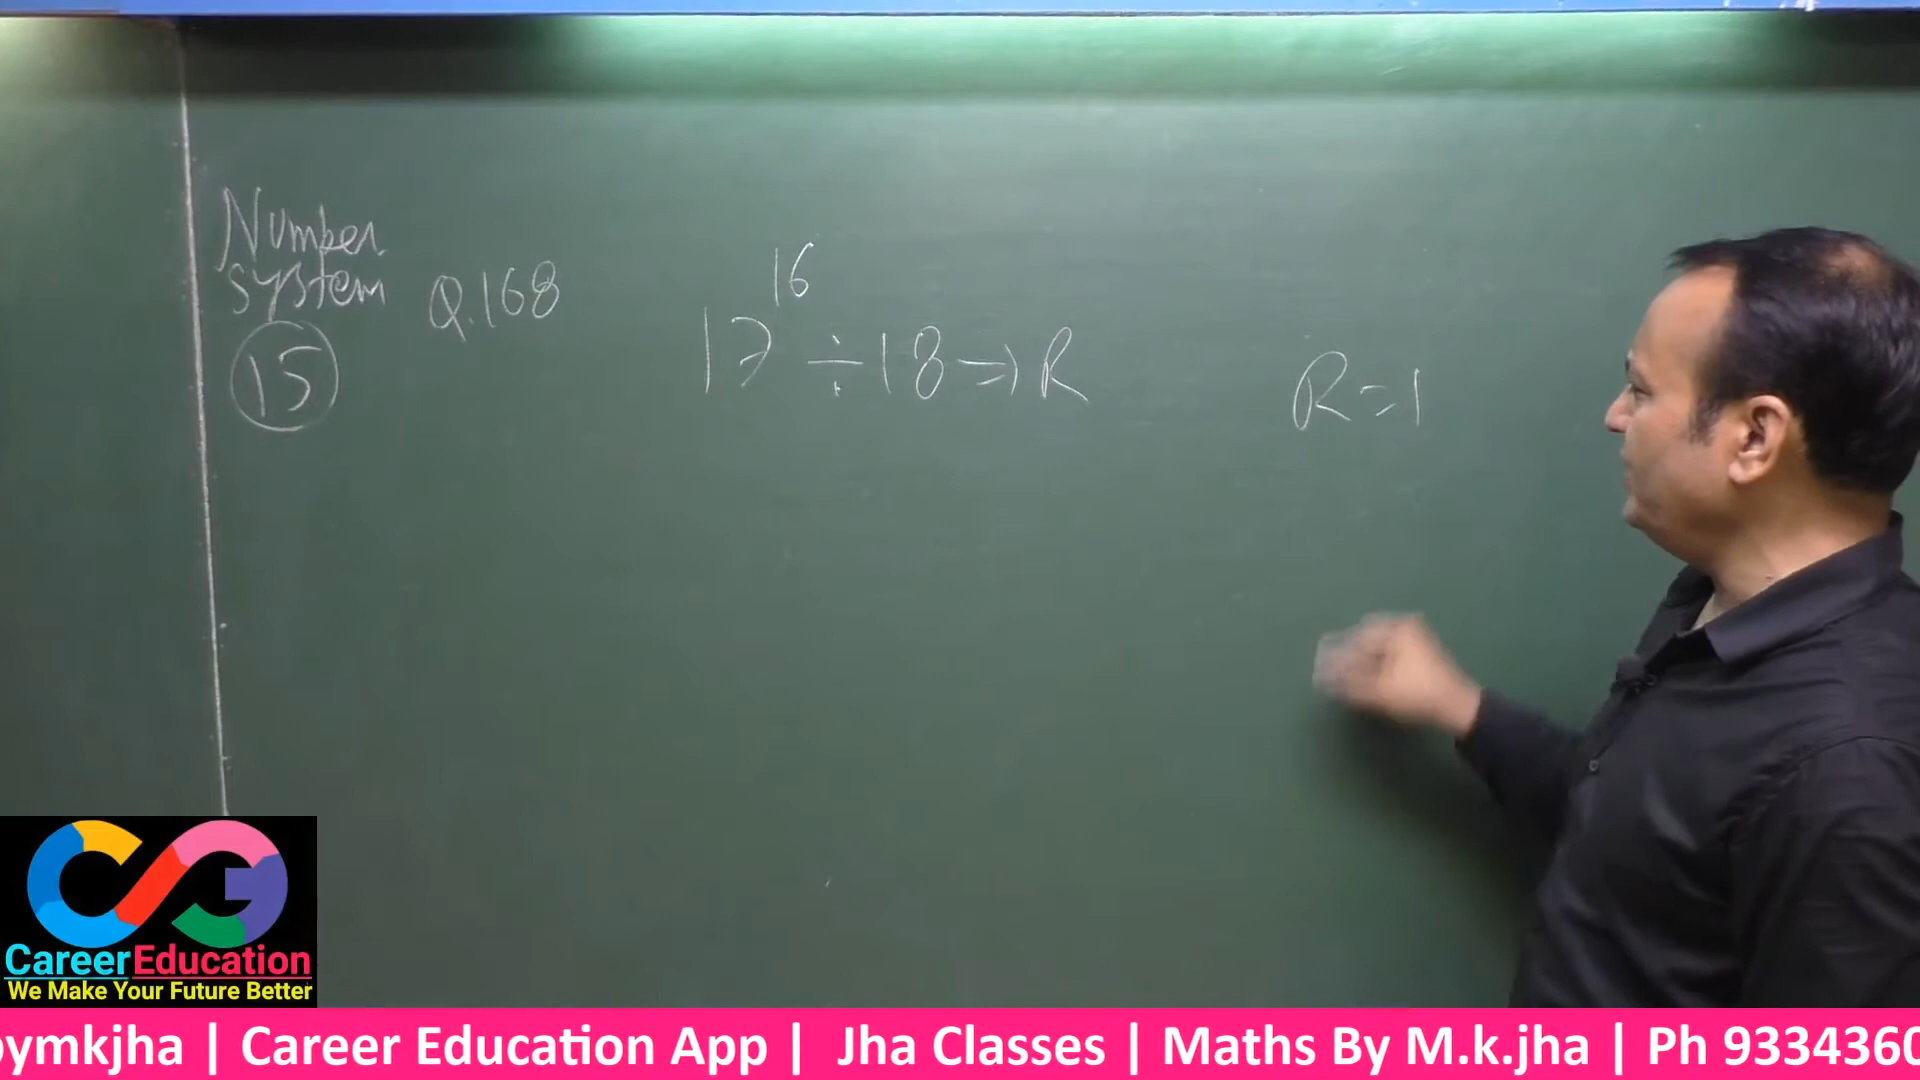 Number
system
15
Q.168
17^16 ÷ 18 ⇒ R
R = 1
CareerEducation
We Make Your Future Better
bymkjha | Career Education App | Jha Classes | Maths By M.k.jha | Ph 9334360